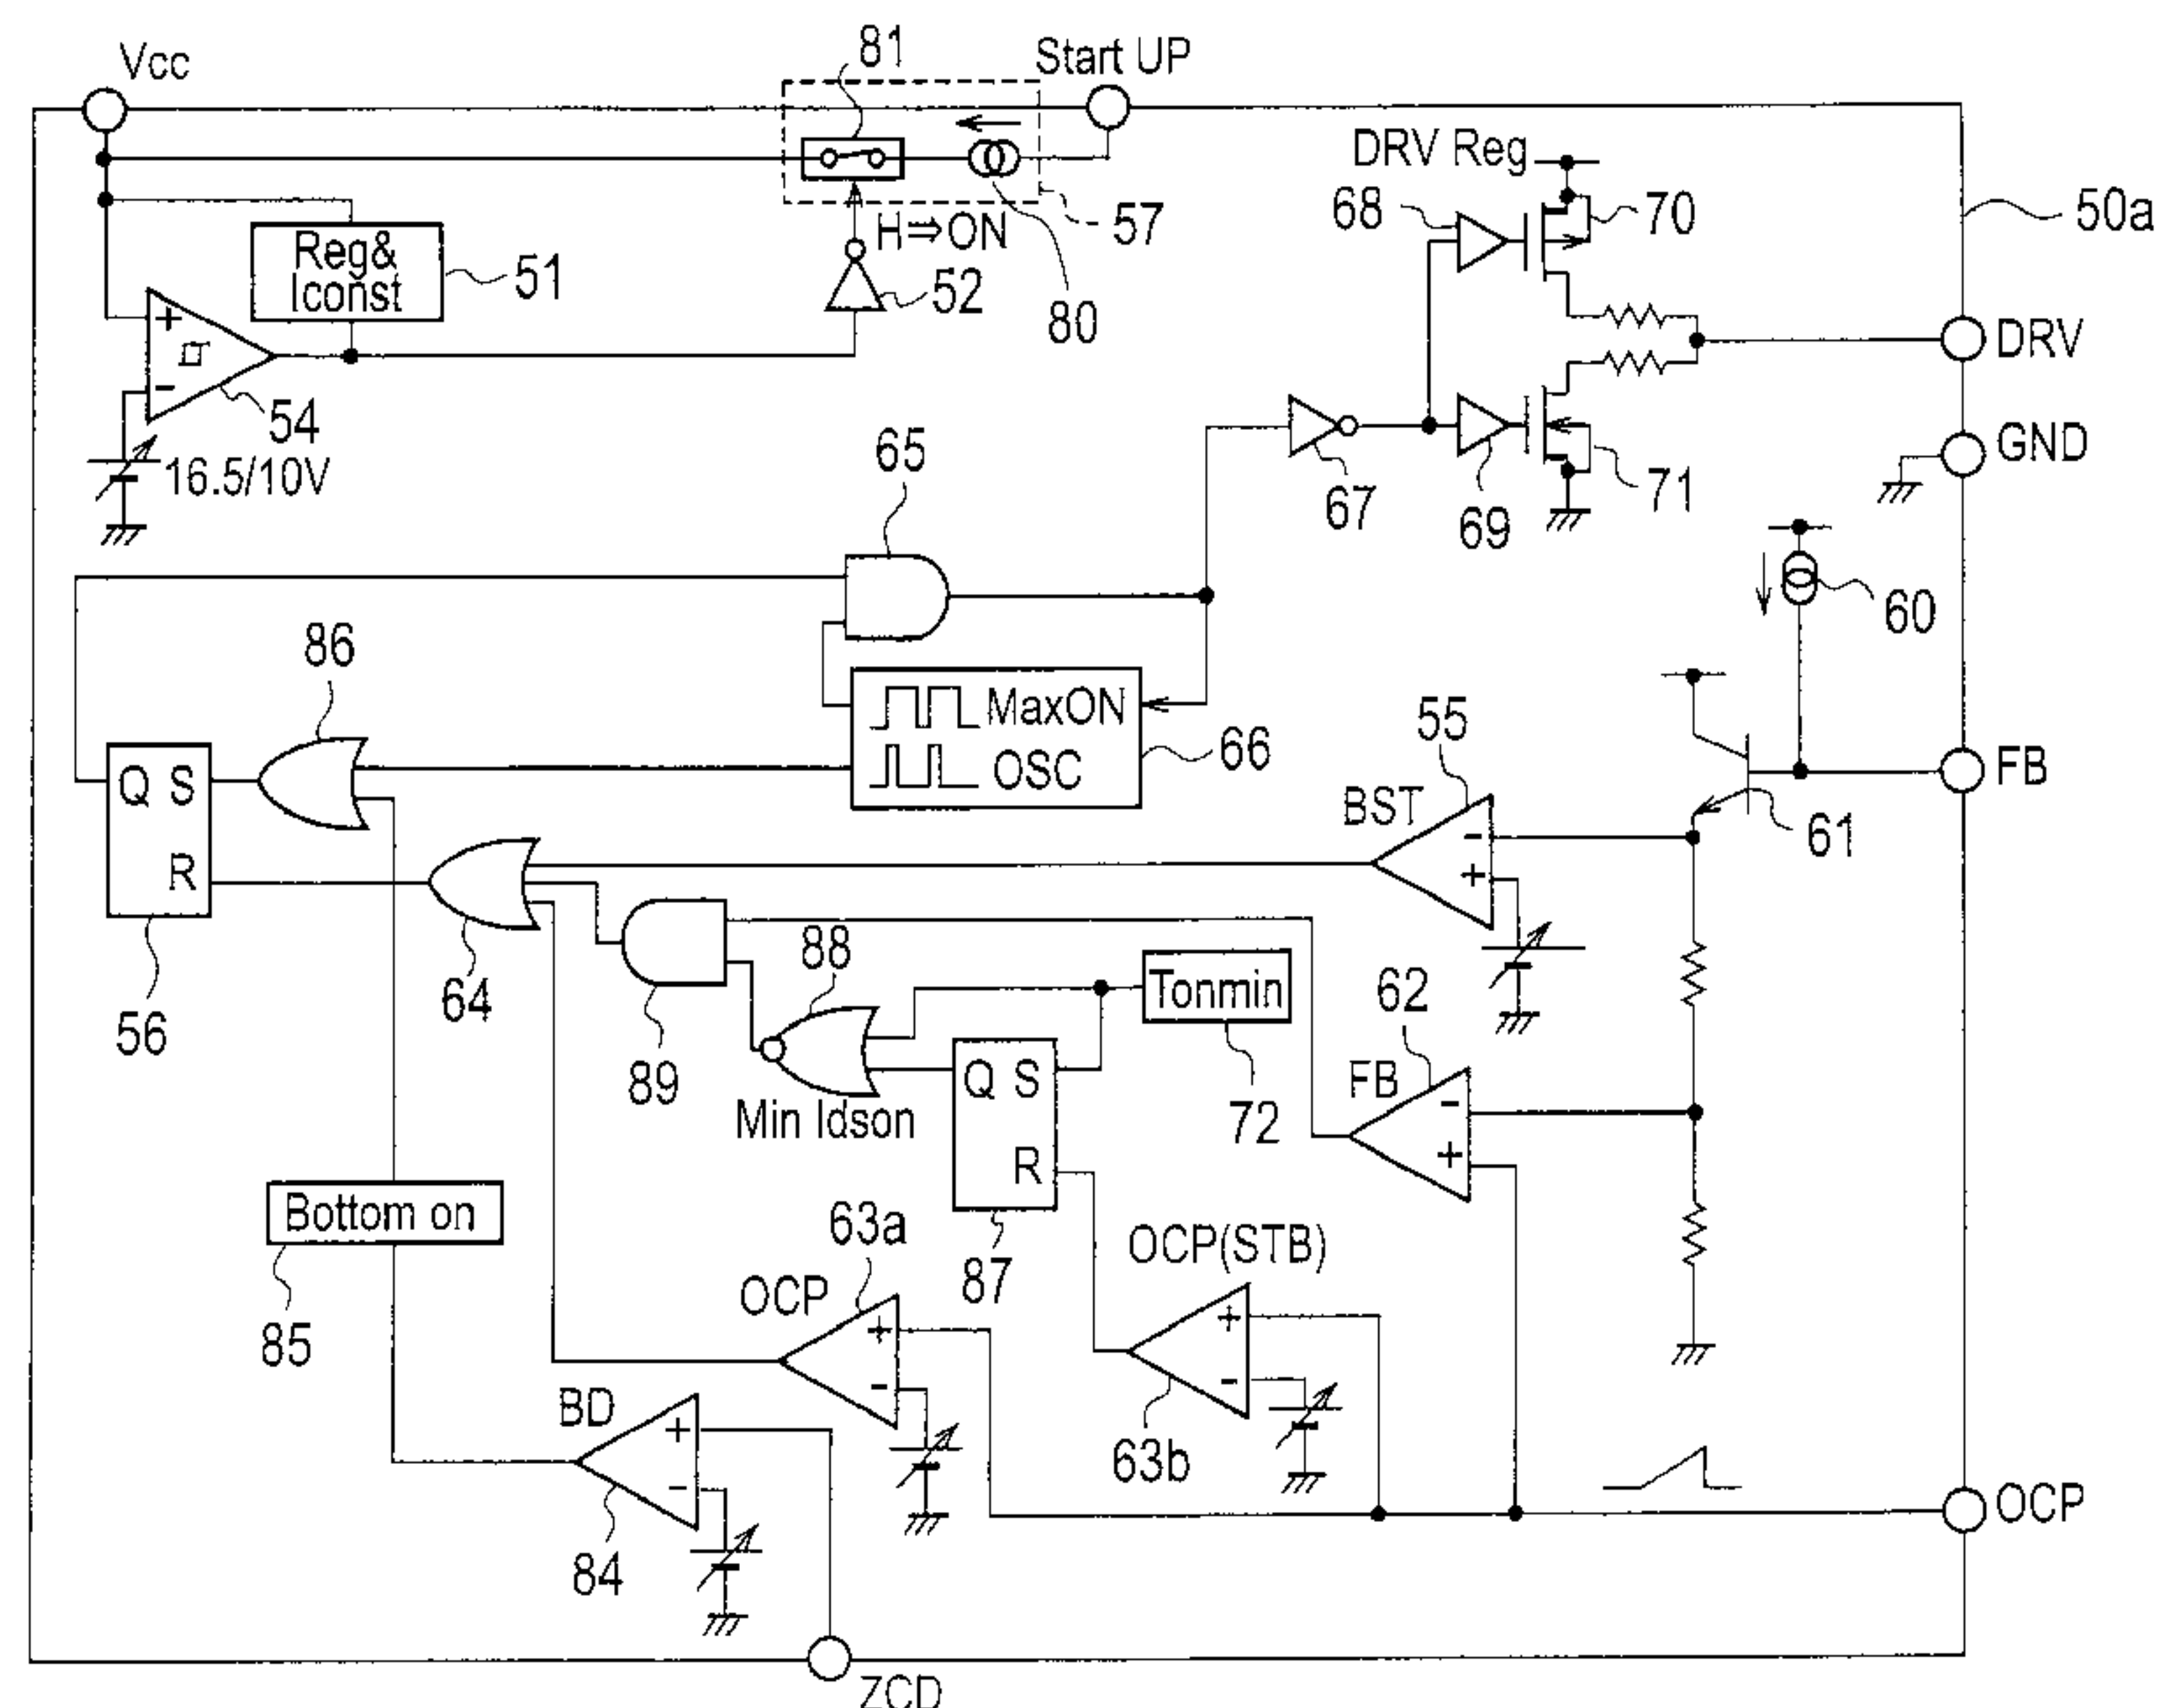 81
Vcc
Start UP
DRV Reg
68
70
50a
H⇒ON
57
Reg&
Iconst
51
52
80
DRV
+
-
54
16.5/10V
65
67
69
71
GND
60
86
MaxON
OSC
66
55
FB
Q S
R
BST
-
+
61
56
64
88
89
Tonmin
72
62
Min Idson
Q S
R
87
FB
-
+
Bottom on
85
63a
OCP
+
-
OCP(STB)
+
-
63b
BD
+
-
84
OCP
ZCD